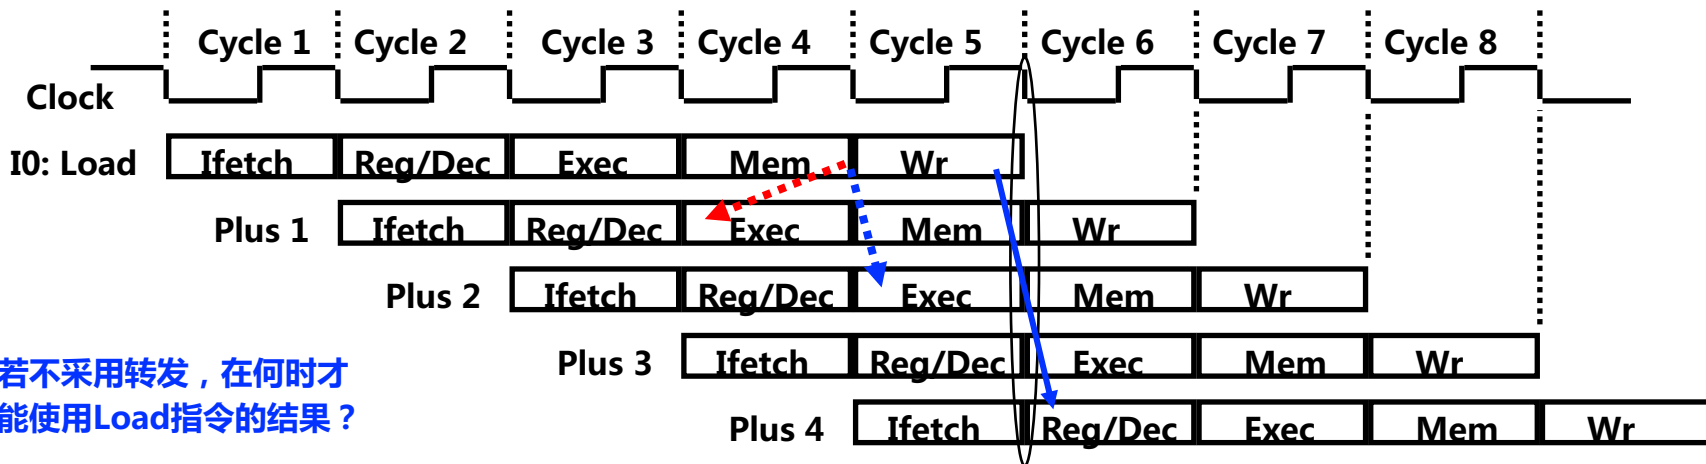 Cycle 1 Cycle 2 Cycle 3 Cycle 4 Cycle 5 Cycle 6 Cycle 7 Cycle 8
Clock
I0: Load Ifetch Reg/Dec Exec Mem Wr
Plus 1 Ifetch Reg/Dec Exec Mem Wr
Plus 2 Ifetch Reg/Dec Exec Mem Wr
Plus 3 Ifetch Reg/Dec Exec Mem Wr
若不采用转发，在何时才
能使用Load指令的结果？
Plus 4 Ifetch Reg/Dec Exec Mem Wr